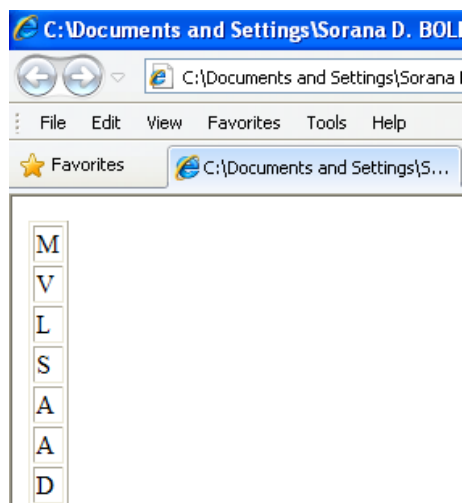 C:\Documents and Settings\Sorana D. BOL
C:\Documents and Settings\Sorana
File Edit View Favorites Tools Help
Favorites C:\Documents and Settings\S...
M
V
L
S
A
A
D